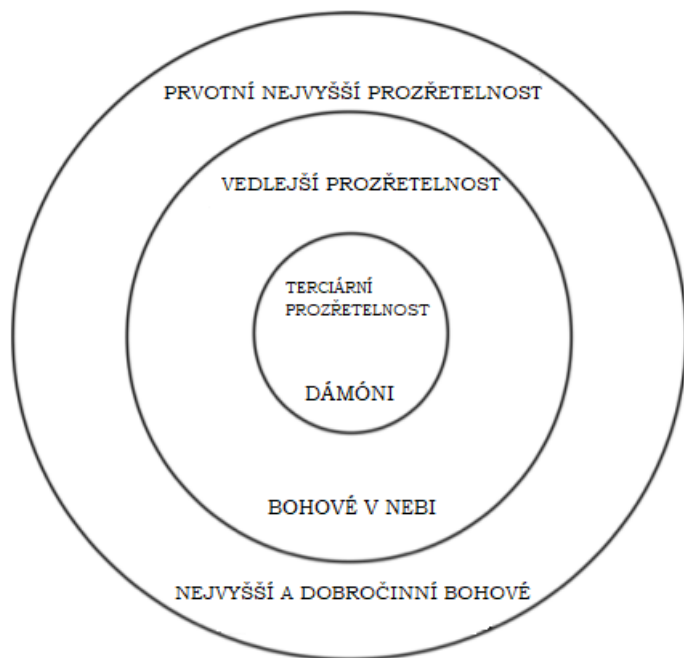 PRVOTNÍ NEJVYŠŠÍ PROZŘETELNOST
VEDLEJŠÍ PROZŘETELNOST
TERCIÁRNÍ
PROZŘETELNOST
DÁMÓNI
BOHOVÉ V NEBI
NEJVYŠŠÍ A DOBROČINNÍ BOHOVÉ